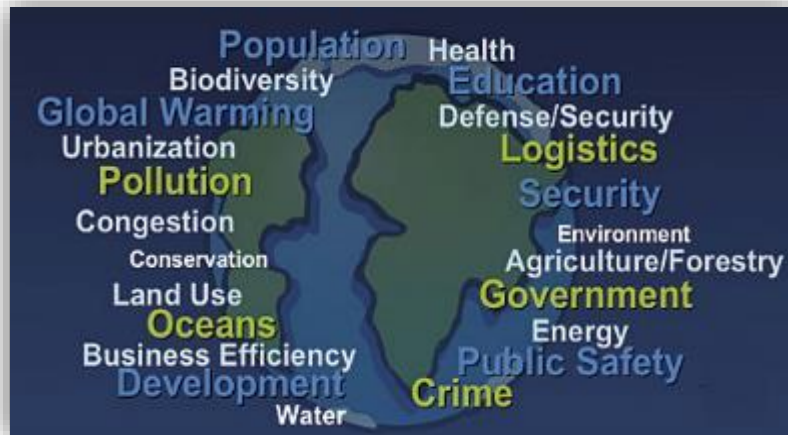 Population
Health
Biodiversity
Education
Global Warming
Defense/Security
Urbanization
Logistics
Pollution
Security
Congestion
Environment
Conservation
Agriculture/Forestry
Land Use
Government
Oceans
Energy
Business Efficiency
Public Safety
Development
Crime
Water